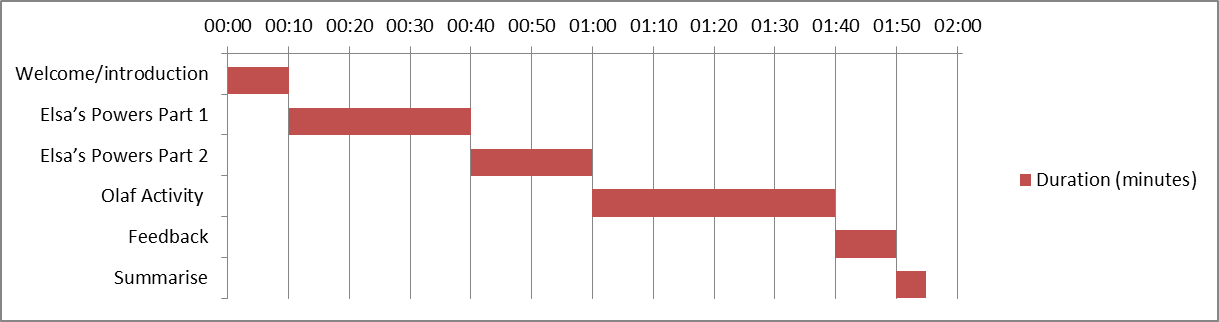 00:00 00:10 00:20 00:30 00:40 00:50 01:00 01:10 01:20 01:30 01:40 01:50 02:00
Welcome/introduction
Elsa’s Powers Part 1
Elsa’s Powers Part 2
Olaf Activity
Feedback
Summarise
Duration (minutes)